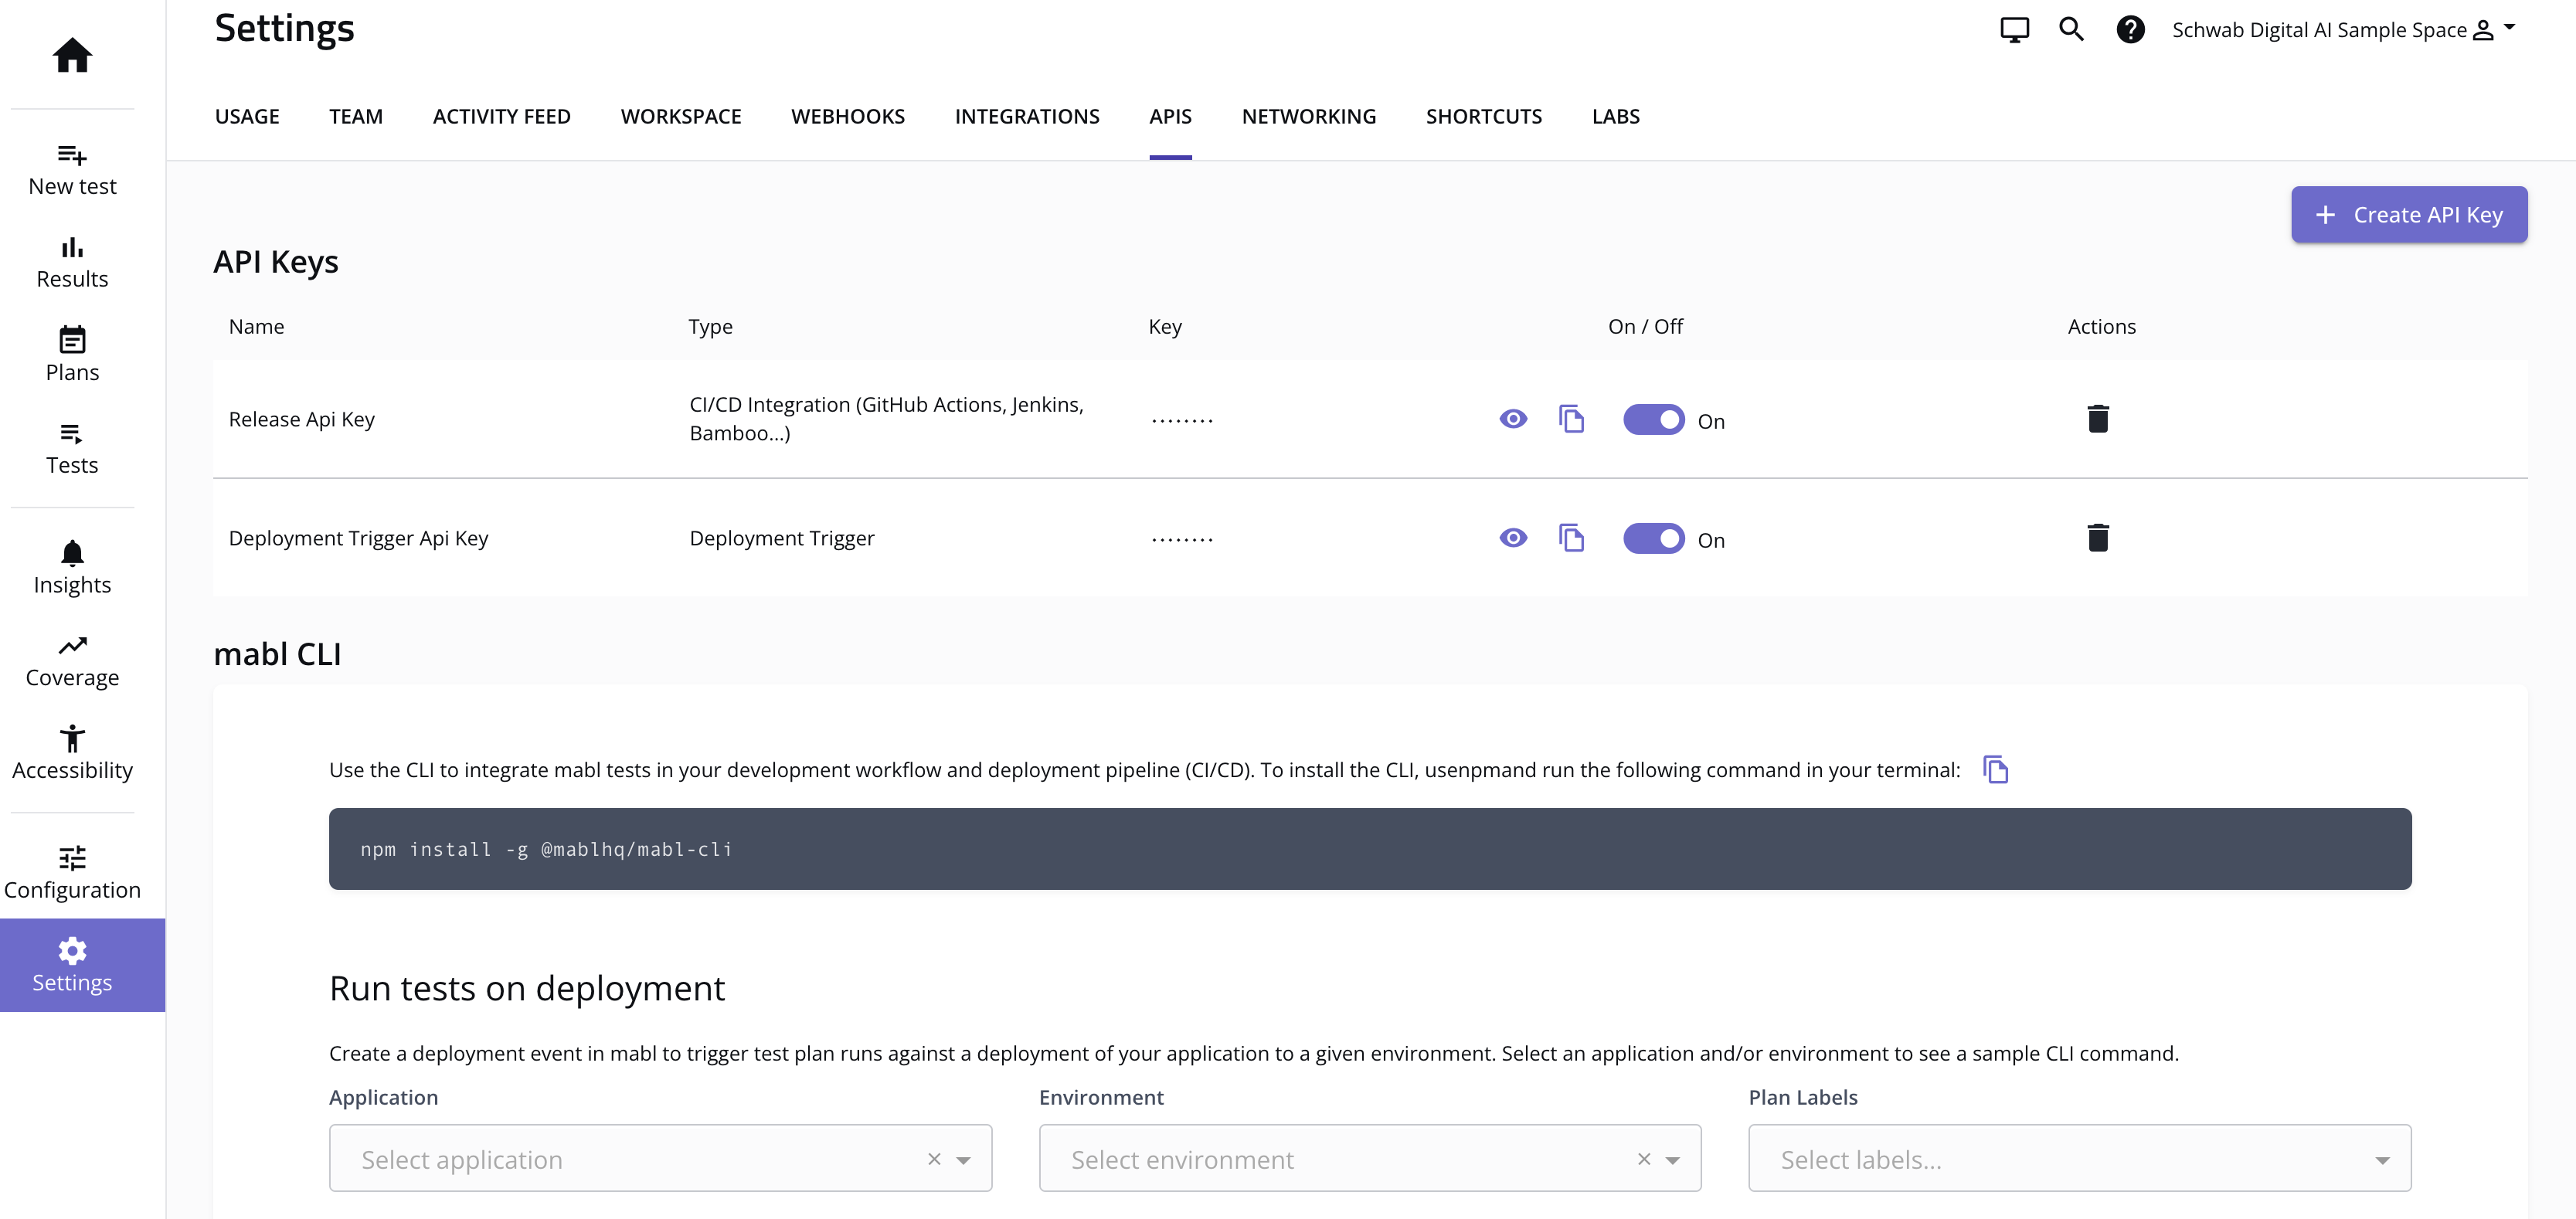 Settings
Schwab Digital AI Sample Space
USAGE TEAM ACTIVITY FEED WORKSPACE WEBHOOKS INTEGRATIONS APIS NETWORKING SHORTCUTS LABS
New test
Results
Plans
Tests
Insights
Coverage
Accessibility
Configuration
Settings
Create API Key
API Keys
Name Type Key On / Off Actions
Release Api Key
CI/CD Integration (GitHub Actions, Jenkins,
Bamboo...)
........
On
Deployment Trigger Api Key
Deployment Trigger
........
On
mabl CLI
Use the CLI to integrate mabl tests in your development workflow and deployment pipeline (CI/CD). To install the CLI, usenpmand run the following command in your terminal:
npm install -g @mablhq/mabl-cli
Run tests on deployment
Create a deployment event in mabl to trigger test plan runs against a deployment of your application to a given environment. Select an application and/or environment to see a sample CLI command.
Application Environment Plan Labels
Select application Select environment Select labels...